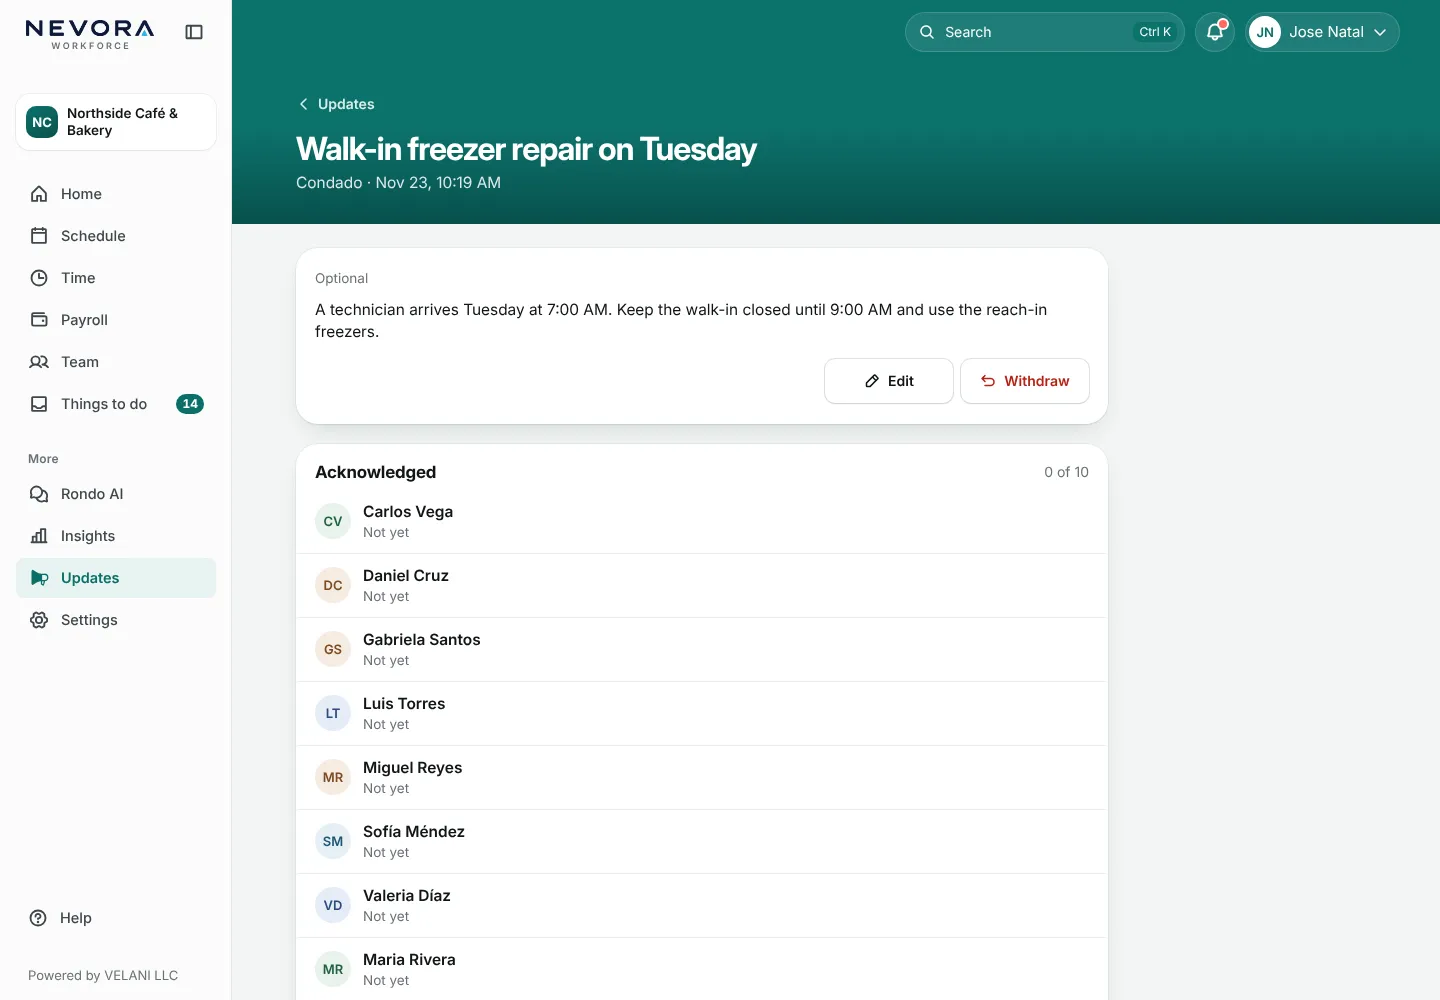 NEVORA
WORKFORCE
Search
Ctrl K
JN
Jose Natal
NC
Northside Café &
Bakery
Home
Schedule
Time
Payroll
Team
Things to do
14
More
Rondo AI
Insights
Updates
Settings
Help
Powered by VELANI LLC
Updates
Walk-in freezer repair on Tuesday
Condado · Nov 23, 10:19 AM
Optional
A technician arrives Tuesday at 7:00 AM. Keep the walk-in closed until 9:00 AM and use the reach-in
freezers.
Edit
Withdraw
Acknowledged
0 of 10
CV
Carlos Vega
Not yet
DC
Daniel Cruz
Not yet
GS
Gabriela Santos
Not yet
LT
Luis Torres
Not yet
MR
Miguel Reyes
Not yet
SM
Sofía Méndez
Not yet
VD
Valeria Díaz
Not yet
MR
Maria Rivera
Not yet